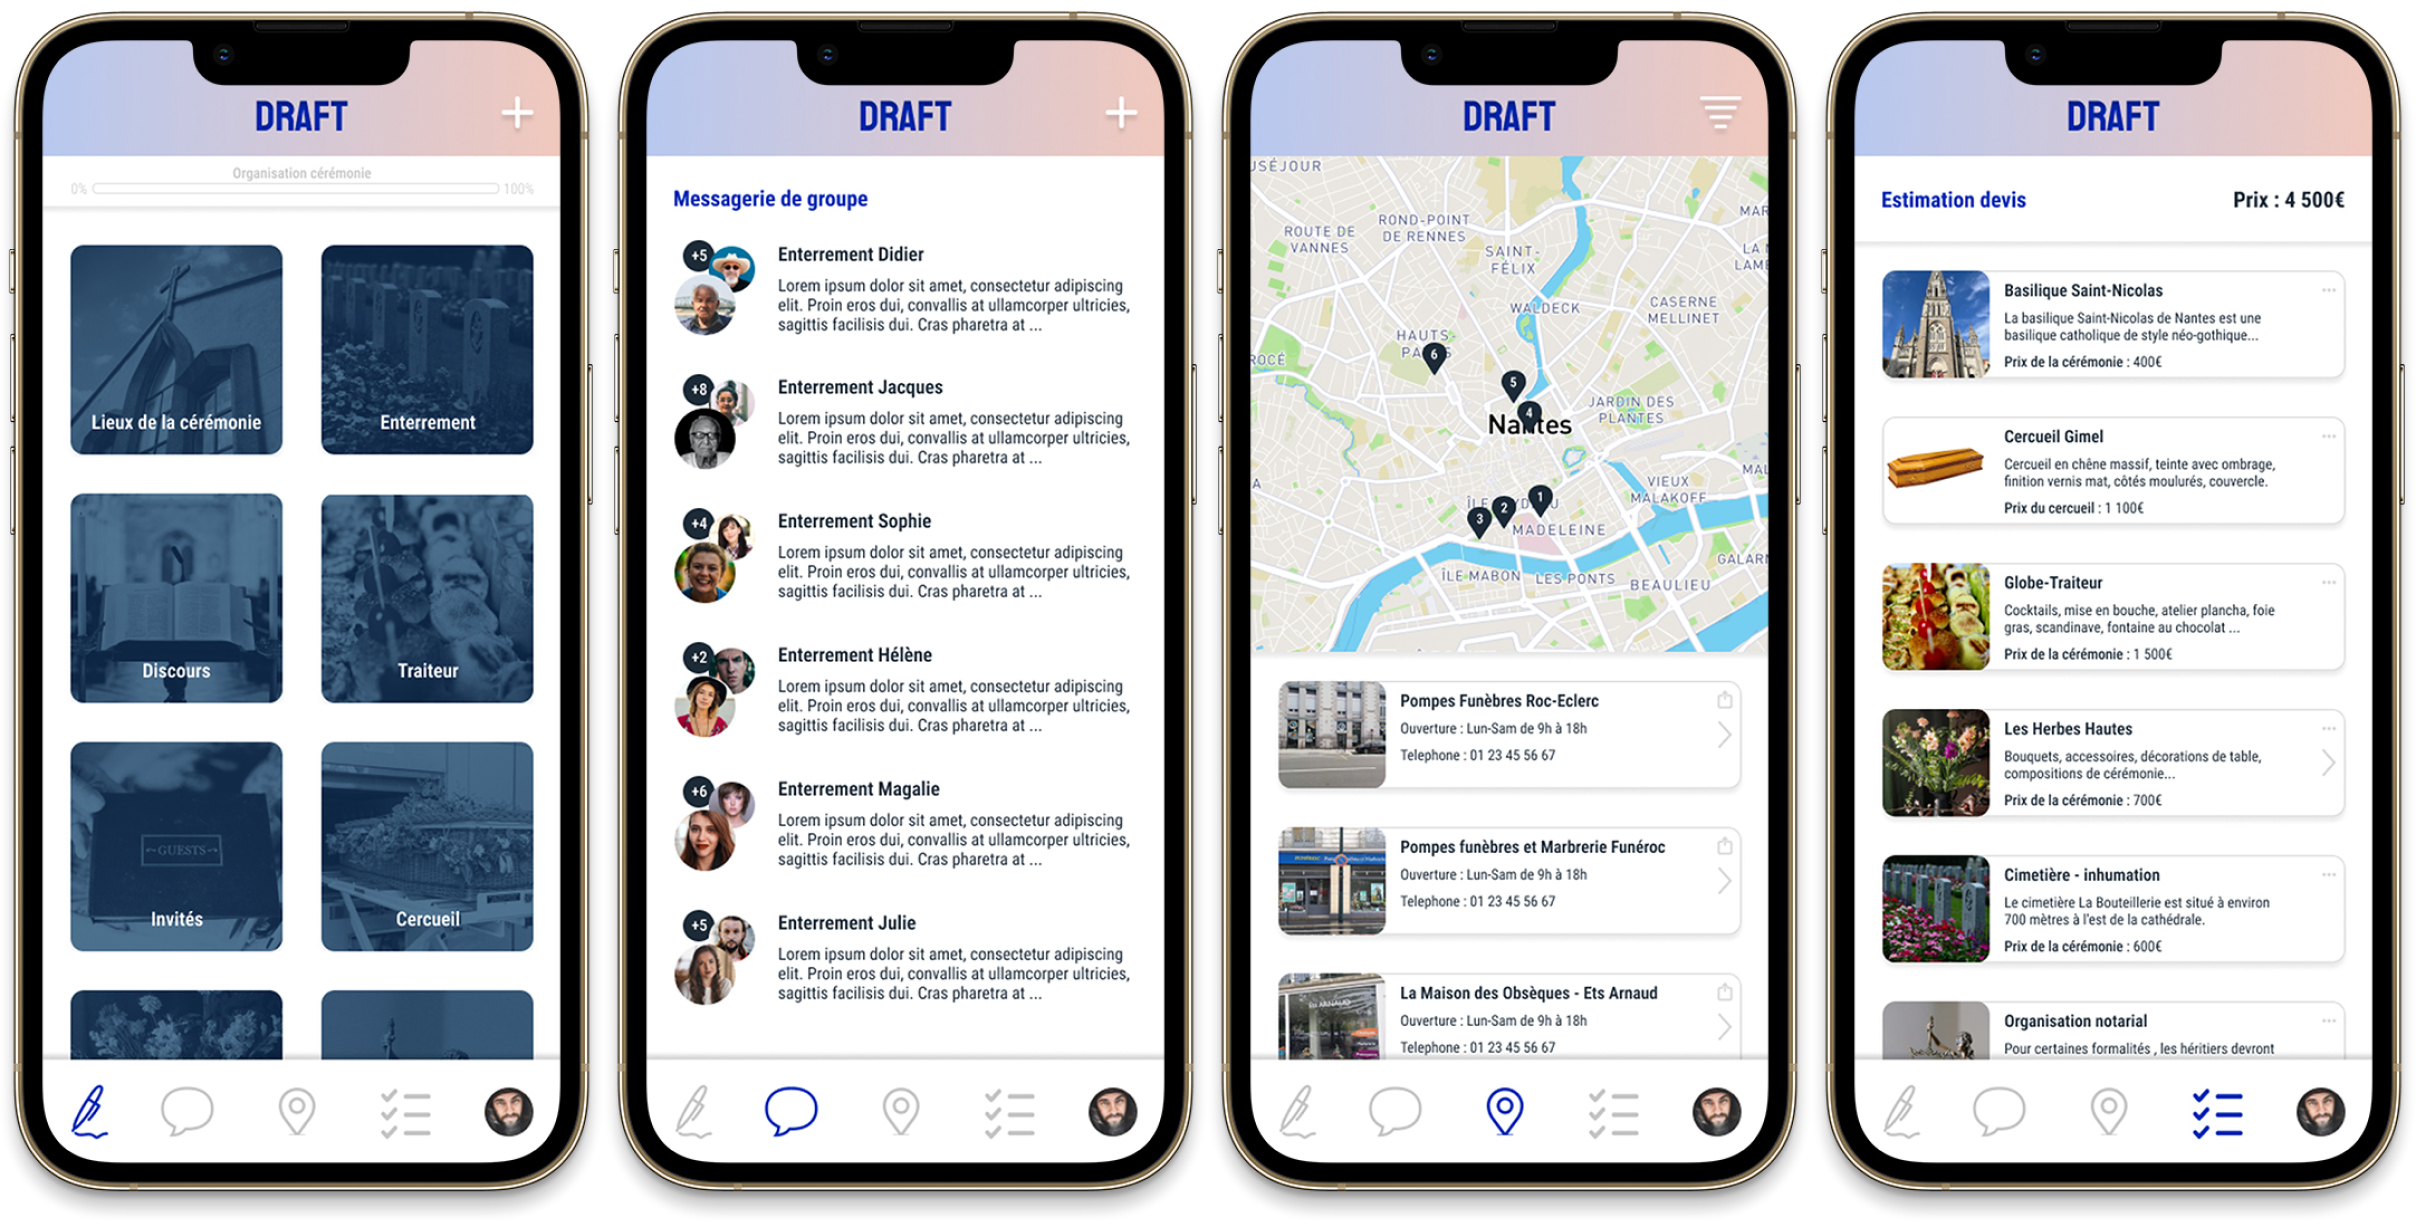 DRAFT
Organisation cérémonie
0%
100%
Lieux de la cérémonie
Enterrement
Discours
Traiteur
GUESTS
Invités
Cercueil
DRAFT
Messagerie de groupe
+5
Enterrement Didier
Lorem ipsum dolor sit amet, consectetur adipiscing
elit. Proin eros dui, convallis at ullamcorper ultricies,
sagittis facilisis dui. Cras pharetra at ...
+8
Enterrement Jacques
Lorem ipsum dolor sit amet, consectetur adipiscing
elit. Proin eros dui, convallis at ullamcorper ultricies,
sagittis facilisis dui. Cras pharetra at ...
+4
Enterrement Sophie
Lorem ipsum dolor sit amet, consectetur adipiscing
elit. Proin eros dui, convallis at ullamcorper ultricies,
sagittis facilisis dui. Cras pharetra at ...
+2
Enterrement Hélène
Lorem ipsum dolor sit amet, consectetur adipiscing
elit. Proin eros dui, convallis at ullamcorper ultricies,
sagittis facilisis dui. Cras pharetra at ...
+6
Enterrement Magalie
Lorem ipsum dolor sit amet, consectetur adipiscing
elit. Proin eros dui, convallis at ullamcorper ultricies,
sagittis facilisis dui. Cras pharetra at ...
+5
Enterrement Julie
Lorem ipsum dolor sit amet, consectetur adipiscing
elit. Proin eros dui, convallis at ullamcorper ultricies,
sagittis facilisis dui. Cras pharetra at ...
DRAFT
USÉJOUR
ROND-POINT
DE RENNES
ROUTE DE
VANNES
MAR
SAINT-
FÉLIX
LA
LAM
WALDECK
CASERNE
MELLINET
HAUTS-
ROCÉ
6
5
4
Nantes
JARDIN DES
PLANTES
MAL
VIEUX
MALAKOFF
1
2
3
MADELEINE
GALAR
ÎLE MABON
LES PONTS
BEAULIEU
Pompes Funèbres Roc-Eclerc
Ouverture : Lun-Sam de 9h à 18h
Telephone : 01 23 45 56 67
Pompes funèbres et Marbrerie Funéroc
Ouverture : Lun-Sam de 9h à 18h
Telephone : 01 23 45 56 67
La Maison des Obsèques - Ets Arnaud
Ouverture : Lun-Sam de 9h à 18h
Telephone : 01 23 45 56 67
DRAFT
Estimation devis
Prix : 4 500€
Basilique Saint-Nicolas
La basilique Saint-Nicolas de Nantes est une
basilique catholique de style néo-gothique...
Prix de la cérémonie : 400€
Cercueil Gimel
Cercueil en chêne massif, teinte avec ombrage,
finition vernis mat, côtés moulurés, couvercle.
Prix du cercueil : 1 100€
Globe-Traiteur
Cocktails, mise en bouche, atelier plancha, foie
gras, scandinave, fontaine au chocolat ...
Prix de la cérémonie : 1 500€
Les Herbes Hautes
Bouquets, accessoires, décorations de table,
compositions de cérémonie...
Prix de la cérémonie : 700€
Cimetière - inhumation
Le cimetière La Bouteillerie est situé à environ
700 mètres à l'est de la cathédrale.
Prix de la cérémonie : 600€
Organisation notarial
Pour certaines formalités , les héritiers devront